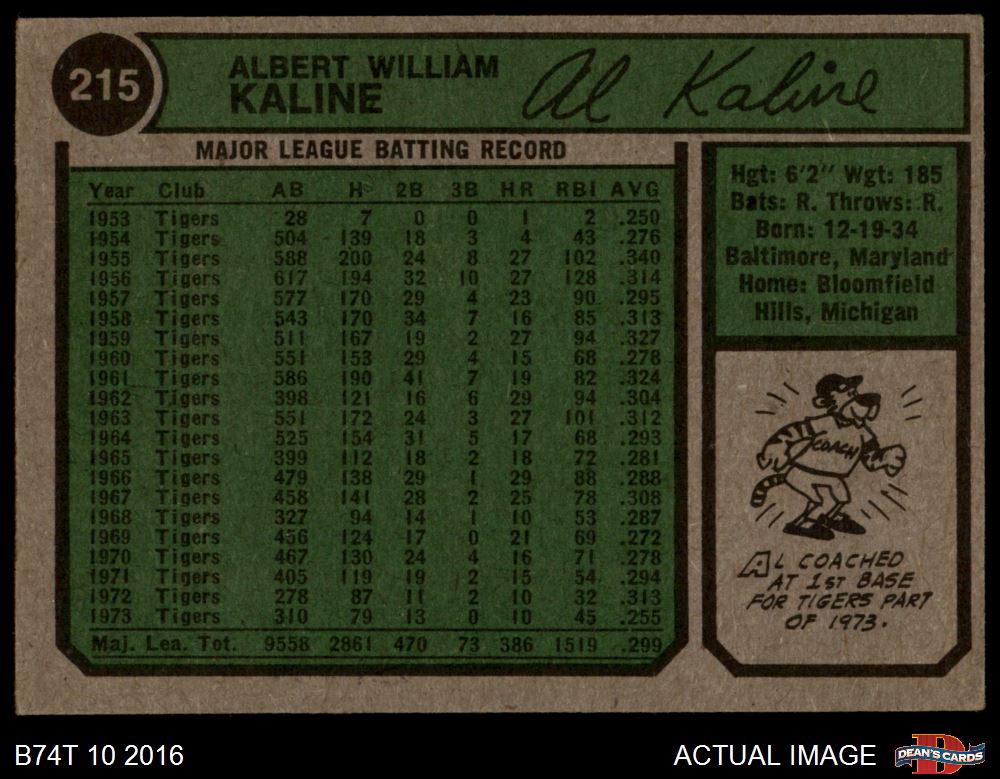 215
ALBERT WILLIAM
KALINE
Al Kaline
MAJOR LEAGUE BATTING RECORD
Year Club AB H 2B 3B HR RBI AVG
1953 Tigers 28 7 0 0 1 2 .250
1954 Tigers 504 139 18 3 4 43 .276
1955 Tigers 588 200 24 8 27 102 .340
1956 Tigers 617 194 32 10 27 128 .314
1957 Tigers 577 170 29 4 23 90 .295
1958 Tigers 543 170 34 7 16 85 .313
1959 Tigers 511 167 19 2 27 94 .327
1960 Tigers 551 153 29 4 15 68 .278
1961 Tigers 586 190 41 7 19 82 .324
1962 Tigers 398 121 16 6 29 94 .304
1963 Tigers 551 172 24 3 27 101 .312
1964 Tigers 525 154 31 5 17 68 .293
1965 Tigers 399 112 18 2 18 72 .281
1966 Tigers 479 138 29 1 29 88 .288
1967 Tigers 458 141 28 2 25 78 .308
1968 Tigers 327 94 14 1 10 53 .287
1969 Tigers 456 124 17 0 21 69 .272
1970 Tigers 467 130 24 4 16 71 .278
1971 Tigers 405 119 19 2 15 54 .294
1972 Tigers 278 87 11 2 10 32 .313
1973 Tigers 310 79 13 0 10 45 .255
Maj. Lea. Tot. 9558 2861 470 73 386 1519 .299
Hgt: 6'2" Wgt: 185
Bats: R. Throws: R.
Born: 12-19-34
Baltimore, Maryland
Home: Bloomfield
Hills, Michigan
COACH
AL COACHED
AT 1ST BASE
FOR TIGERS PART
OF 1973.
B74T 10 2016
ACTUAL IMAGE
D
DEAN'S CARDS